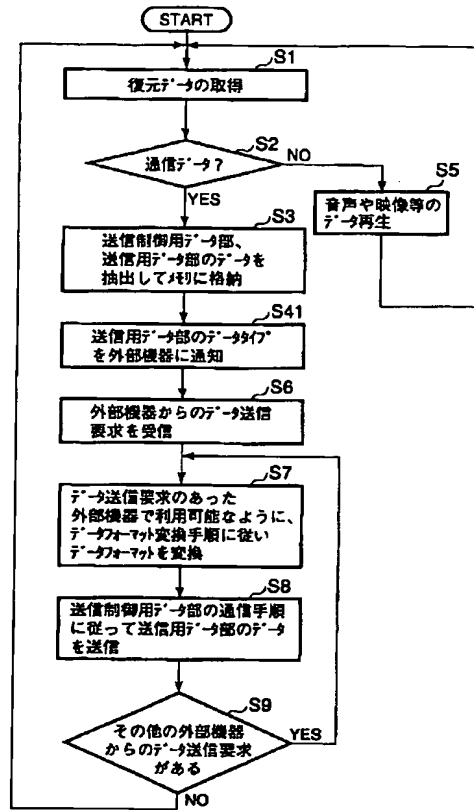 START
S1
復元データの取得
S2
通信データ?
NO
YES
S5
音声や映像等の
データ再生
S3
送信制御用データ部、
送信用データ部のデータを
抽出してメモリに格納
S41
送信用データ部のデータタイプ
を外部機器に通知
S6
外部機器からのデータ送信
要求を受信
S7
データ送信要求のあった
外部機器で利用可能なように、
データフォーマット変換手順に従い
データフォーマットを変換
S8
送信制御用データ部の通信手順
に従って送信用データ部のデータ
を送信
S9
その他の外部機器
からのデータ送信要求
がある
YES
NO